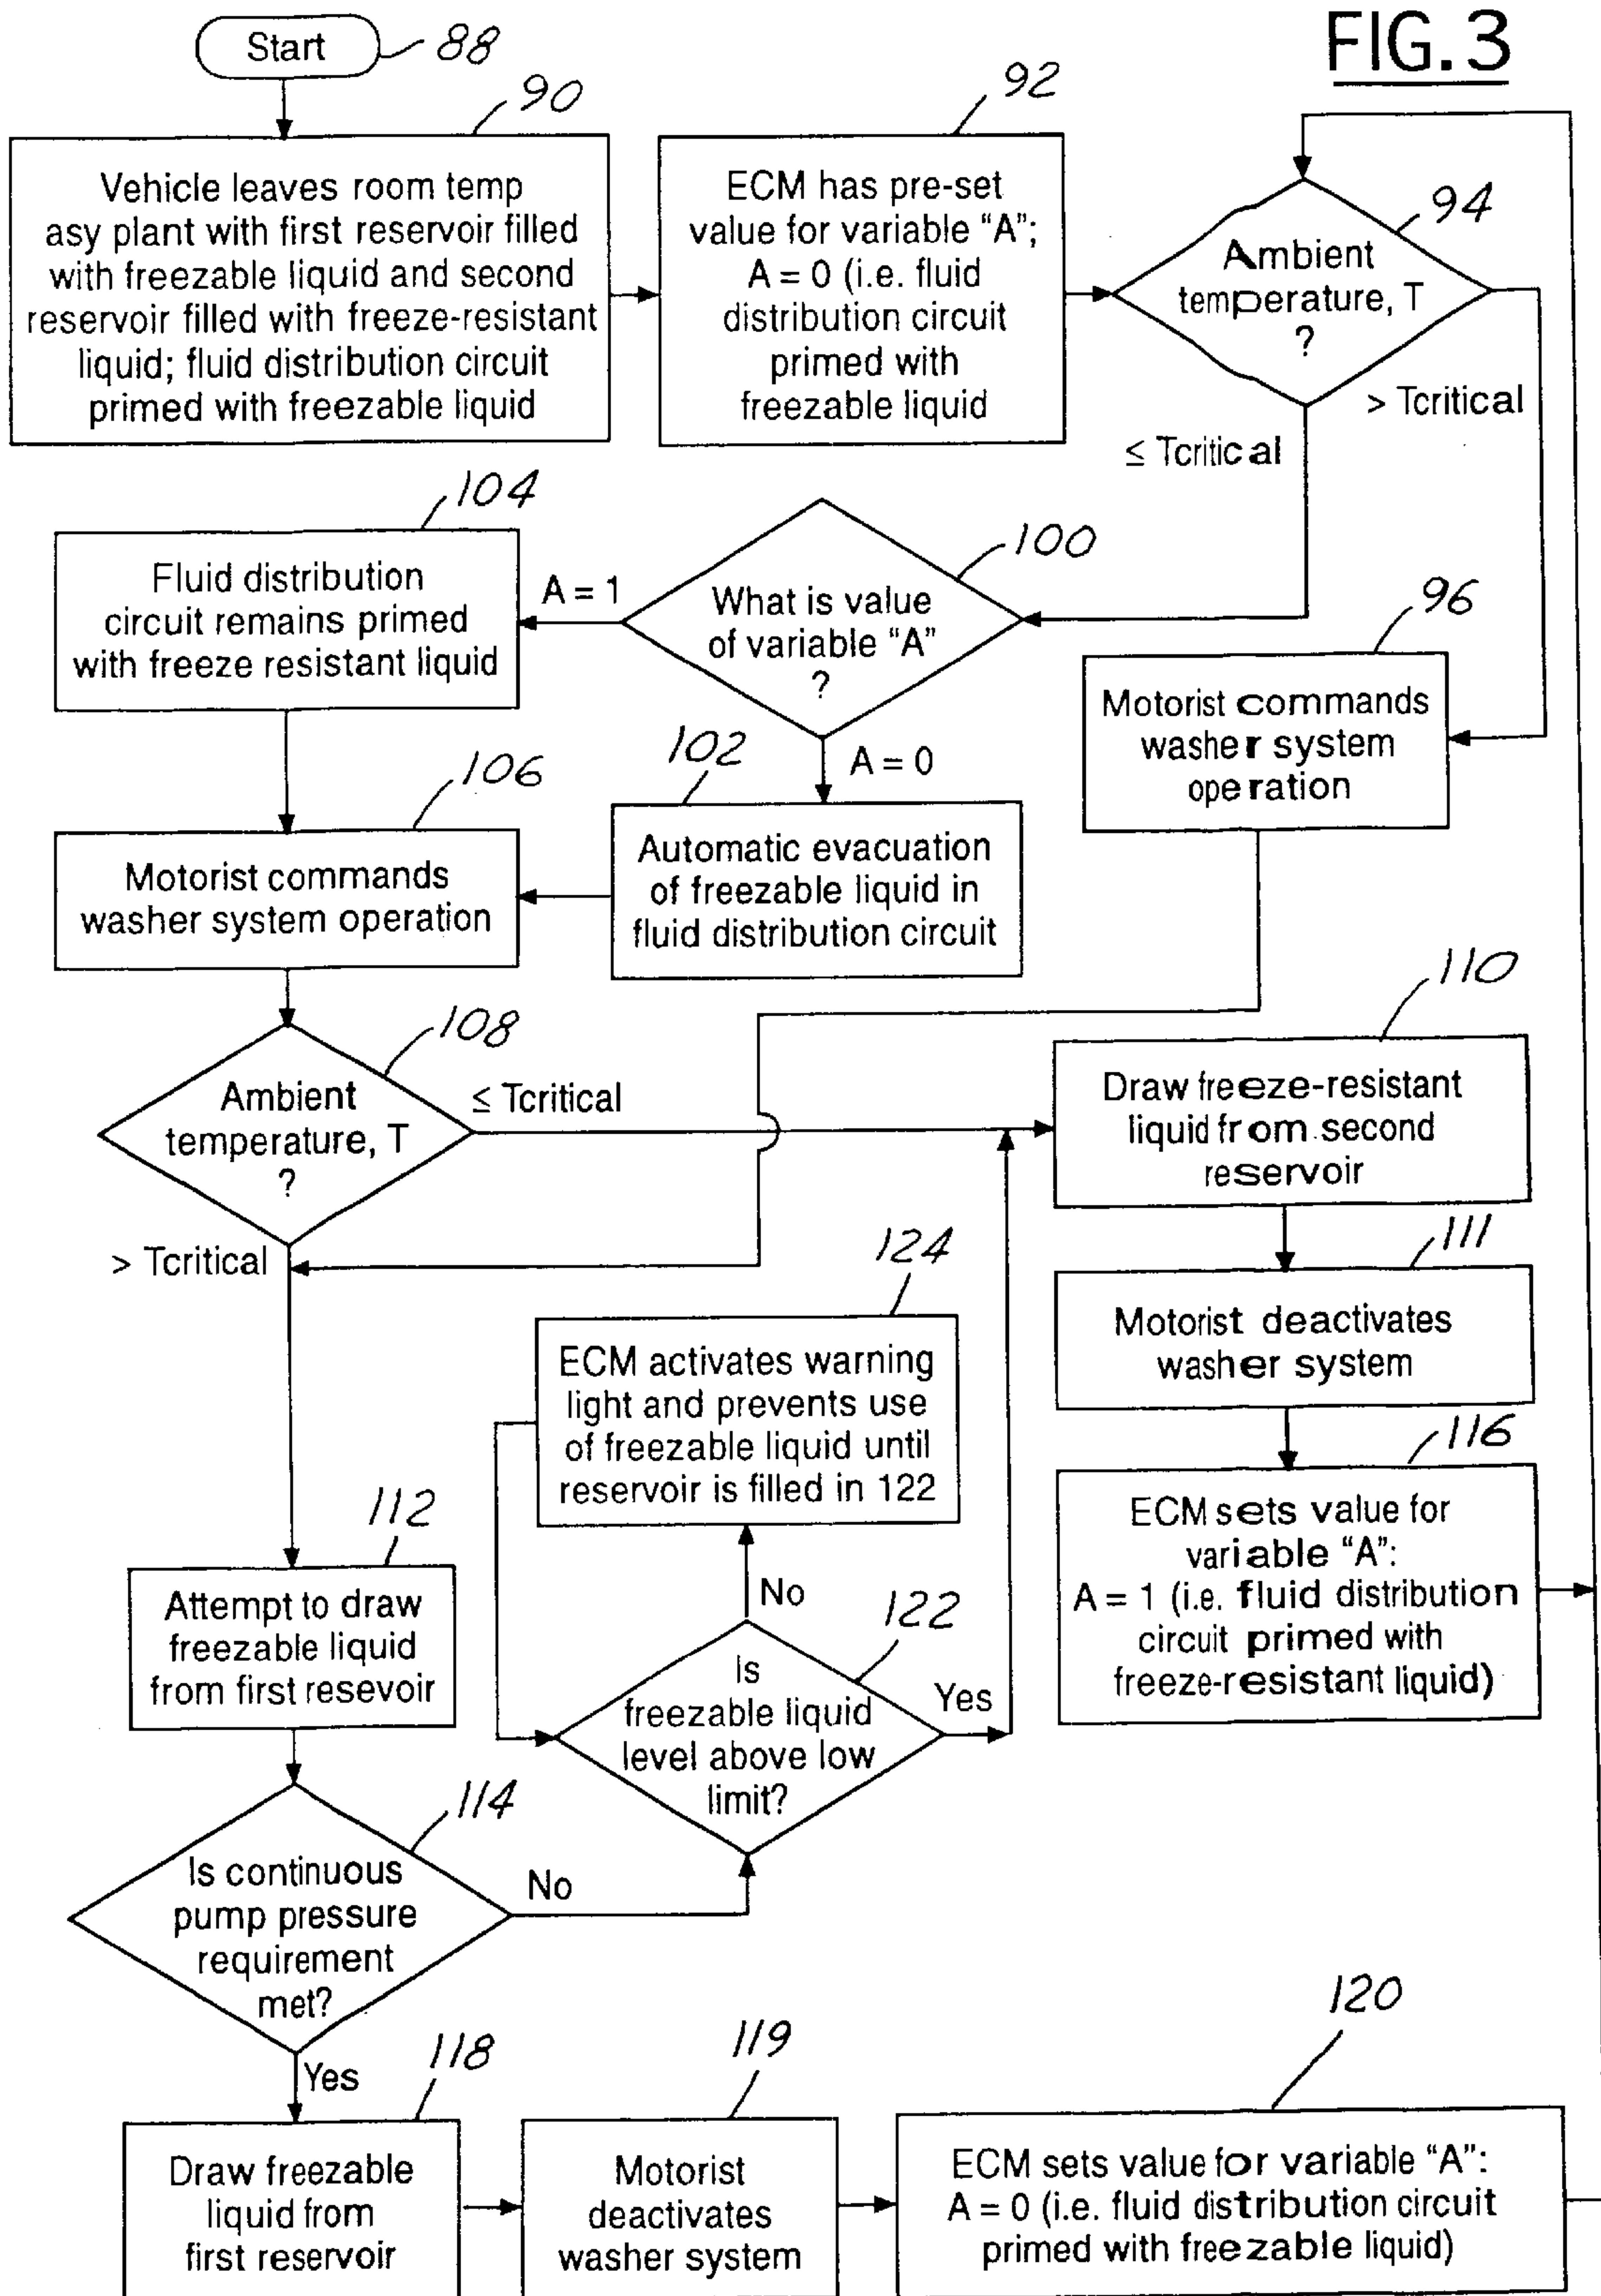 FIG. 3
Start
88
90
Vehicle leaves room temp
asy plant with first reservoir filled
with freezable liquid and second
reservoir filled with freeze-resistant
liquid; fluid distribution circuit
primed with freezable liquid
92
ECM has pre-set
value for variable "A";
A = 0 (i.e. fluid
distribution circuit
primed with
freezable liquid
94
Ambient
temperature, T
?
> Tcritical
≤ Tcritical
104
Fluid distribution
circuit remains primed
with freeze resistant liquid
A = 1
100
What is value
of variable "A"
?
A = 0
96
Motorist commands
washer system
operation
102
Automatic evacuation
of freezable liquid in
fluid distribution circuit
106
Motorist commands
washer system operation
108
Ambient
temperature, T
?
≤ Tcritical
> Tcritical
110
Draw freeze-resistant
liquid from second
reservoir
111
Motorist deactivates
washer system
116
ECM sets value for
variable "A":
A = 1 (i.e. fluid distribution
circuit primed with
freeze-resistant liquid)
124
ECM activates warning
light and prevents use
of freezable liquid until
reservoir is filled in 122
No
122
Is
freezable liquid
level above low
limit?
Yes
112
Attempt to draw
freezable liquid
from first resevoir
114
Is continuous
pump pressure
requirement
met?
No
Yes
118
Draw freezable
liquid from
first reservoir
119
Motorist
deactivates
washer system
120
ECM sets value for variable "A":
A = 0 (i.e. fluid distribution circuit
primed with freezable liquid)